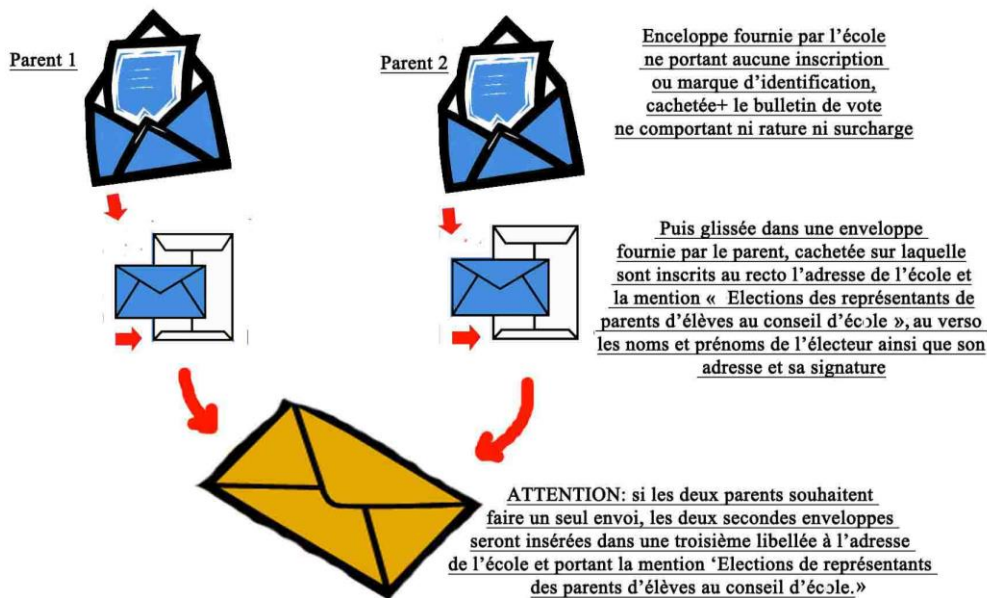 Parent 1
Parent 2
Enceloppe fournie par l’école
ne portant aucune inscription
ou marque d’identification,
cachetée+ le bulletin de vote
ne comportant ni rature ni surcharge
Puis glissée dans une enveloppe
fournie par le parent, cachetée sur laquelle
sont inscrits au recto l’adresse de l’école et
la mention « Elections des représentants de
parents d’élèves au conseil d’école », au verso
les noms et prénoms de l’électeur ainsi que son
adresse et sa signature
ATTENTION: si les deux parents souhaitent
faire un seul envoi, les deux secondes enveloppes
seront insérées dans une troisième libellée à l’adresse
de l’école et portant la mention ‘Elections de représentants
des parents d’élèves au conseil d’école.»